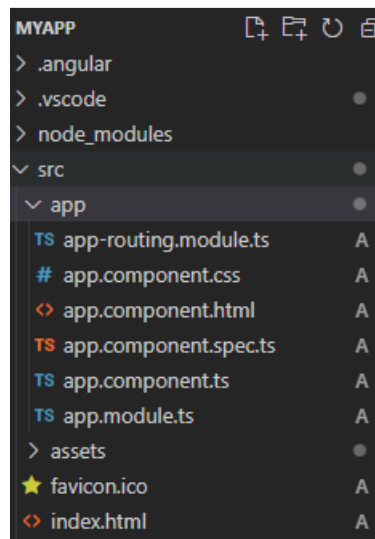 MYAPP
> .angular
> .vscode
> node_modules
src
app
TS app-routing.module.ts A
# app.component.css A
<> app.component.html A
TS app.component.spec.ts A
TS app.component.ts A
TS app.module.ts A
> assets
favicon.ico A
<> index.html A